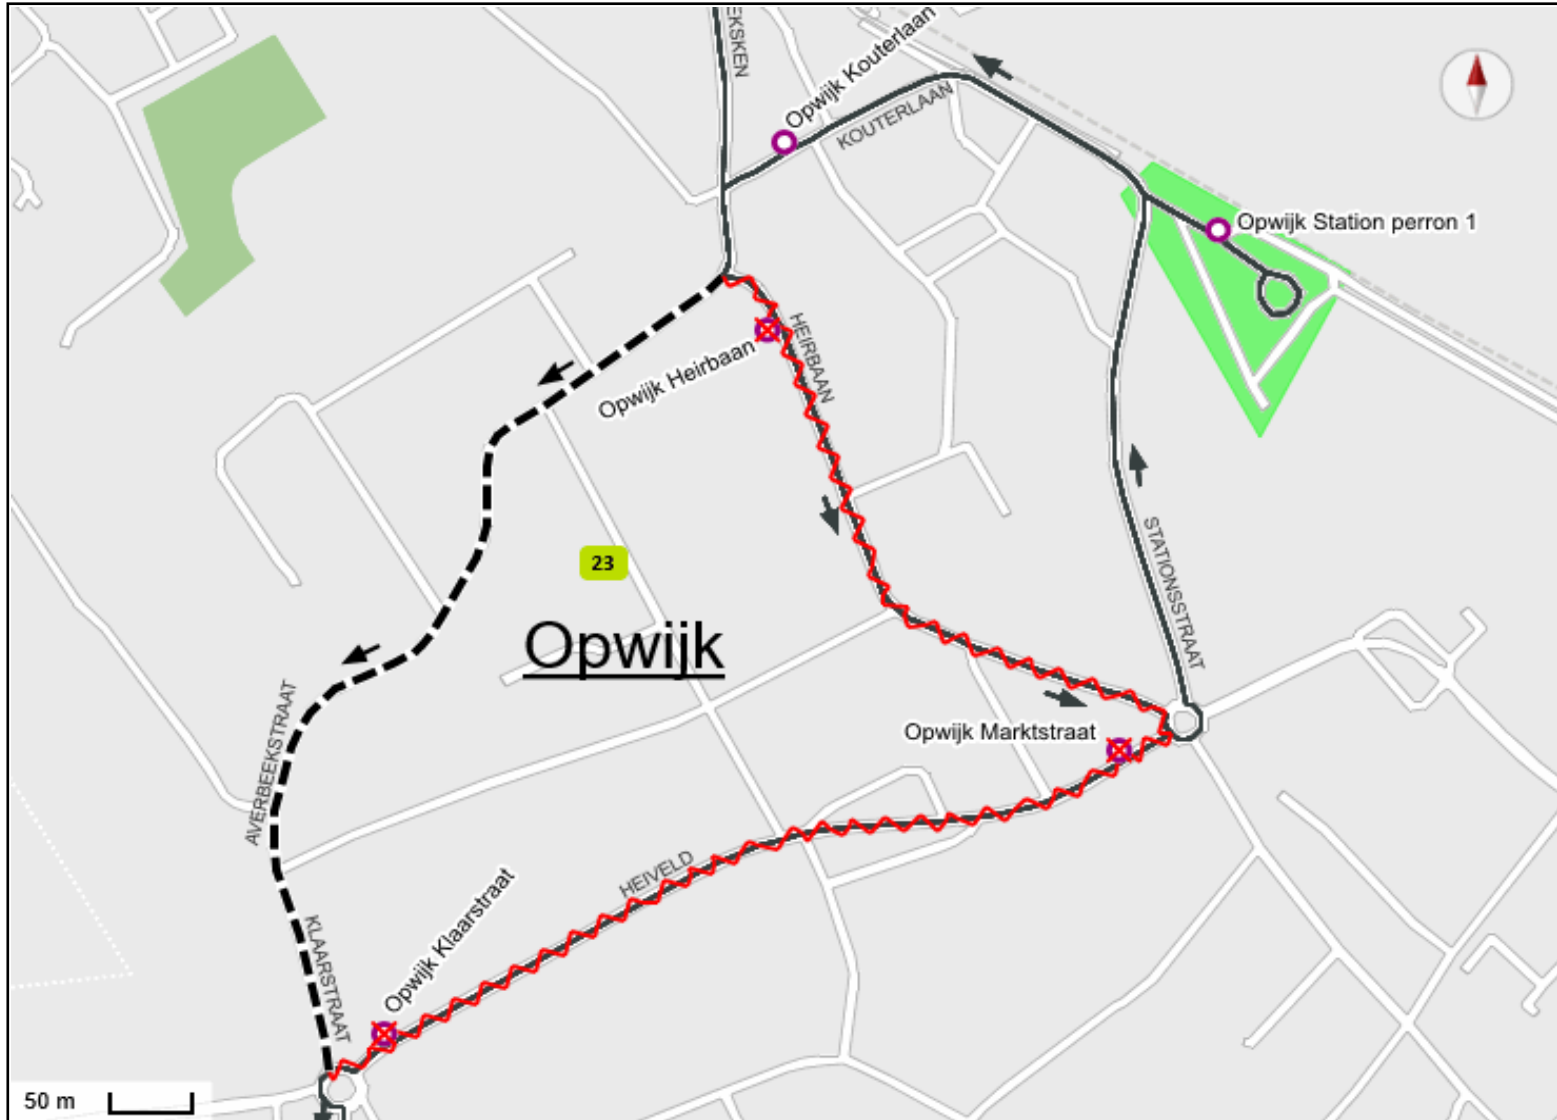 EKSKEN
Opwijk Kouterlaan
KOUTERLAAN
Opwijk Station perron 1
HEIRBAAN
Opwijk Heirbaan
23
Opwijk
STATIONSSTRAAT
AVERBEEKSTRAAT
Opwijk Marktstraat
HEIVELD
Opwijk Klaarstraat
KLAARSTRAAT
50 m